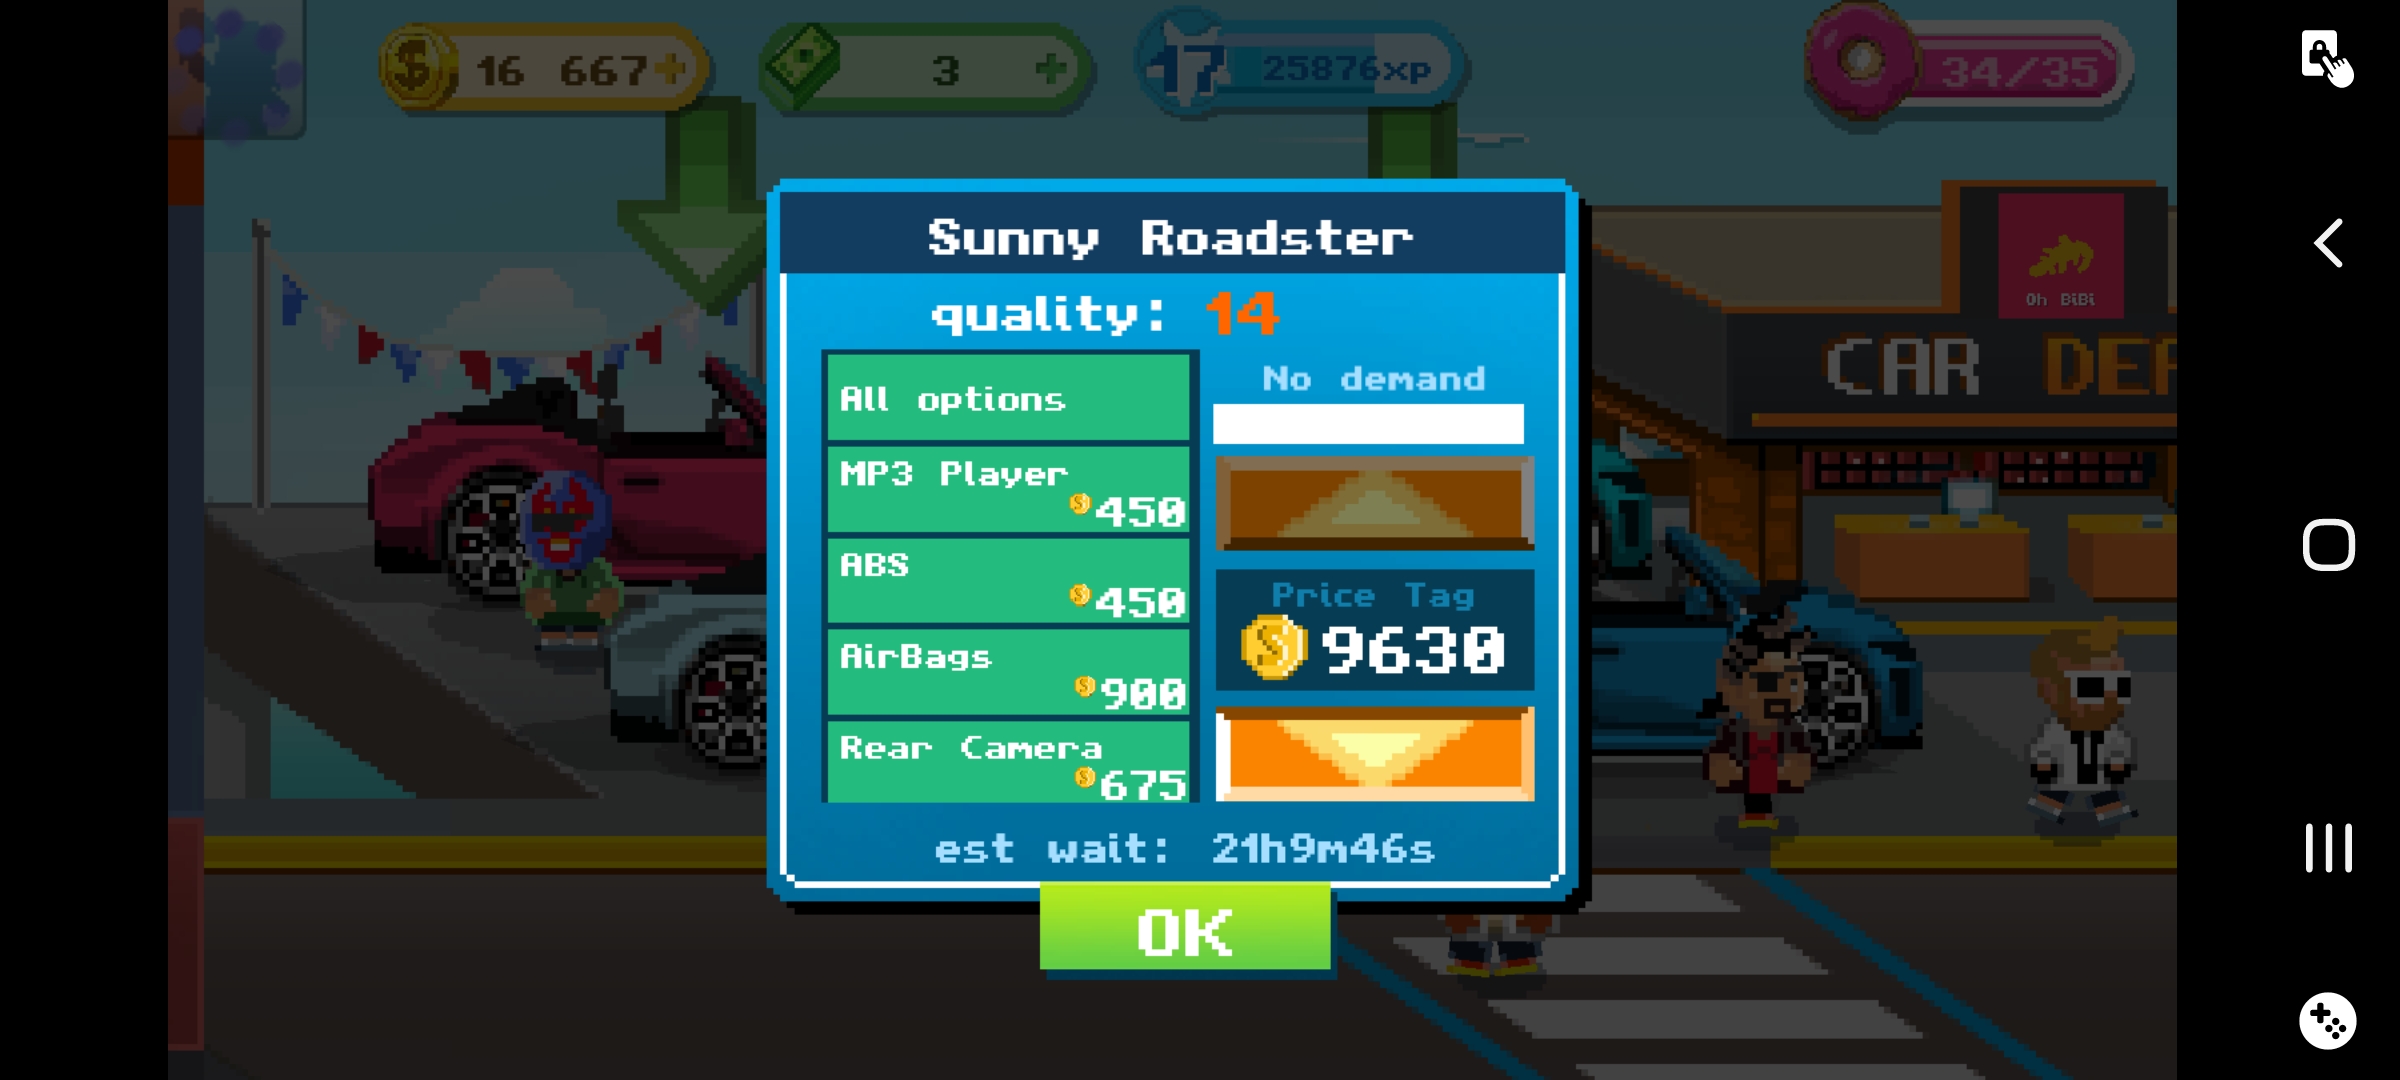 16 667
3
17
25876xp
34/35
Sunny Roadster
quality: 14
All options
MP3 Player
450
ABS
450
AirBags
900
Rear Camera
675
No demand
Price Tag
9630
est wait: 21h9m46s
OK
Oh BiBi
CAR